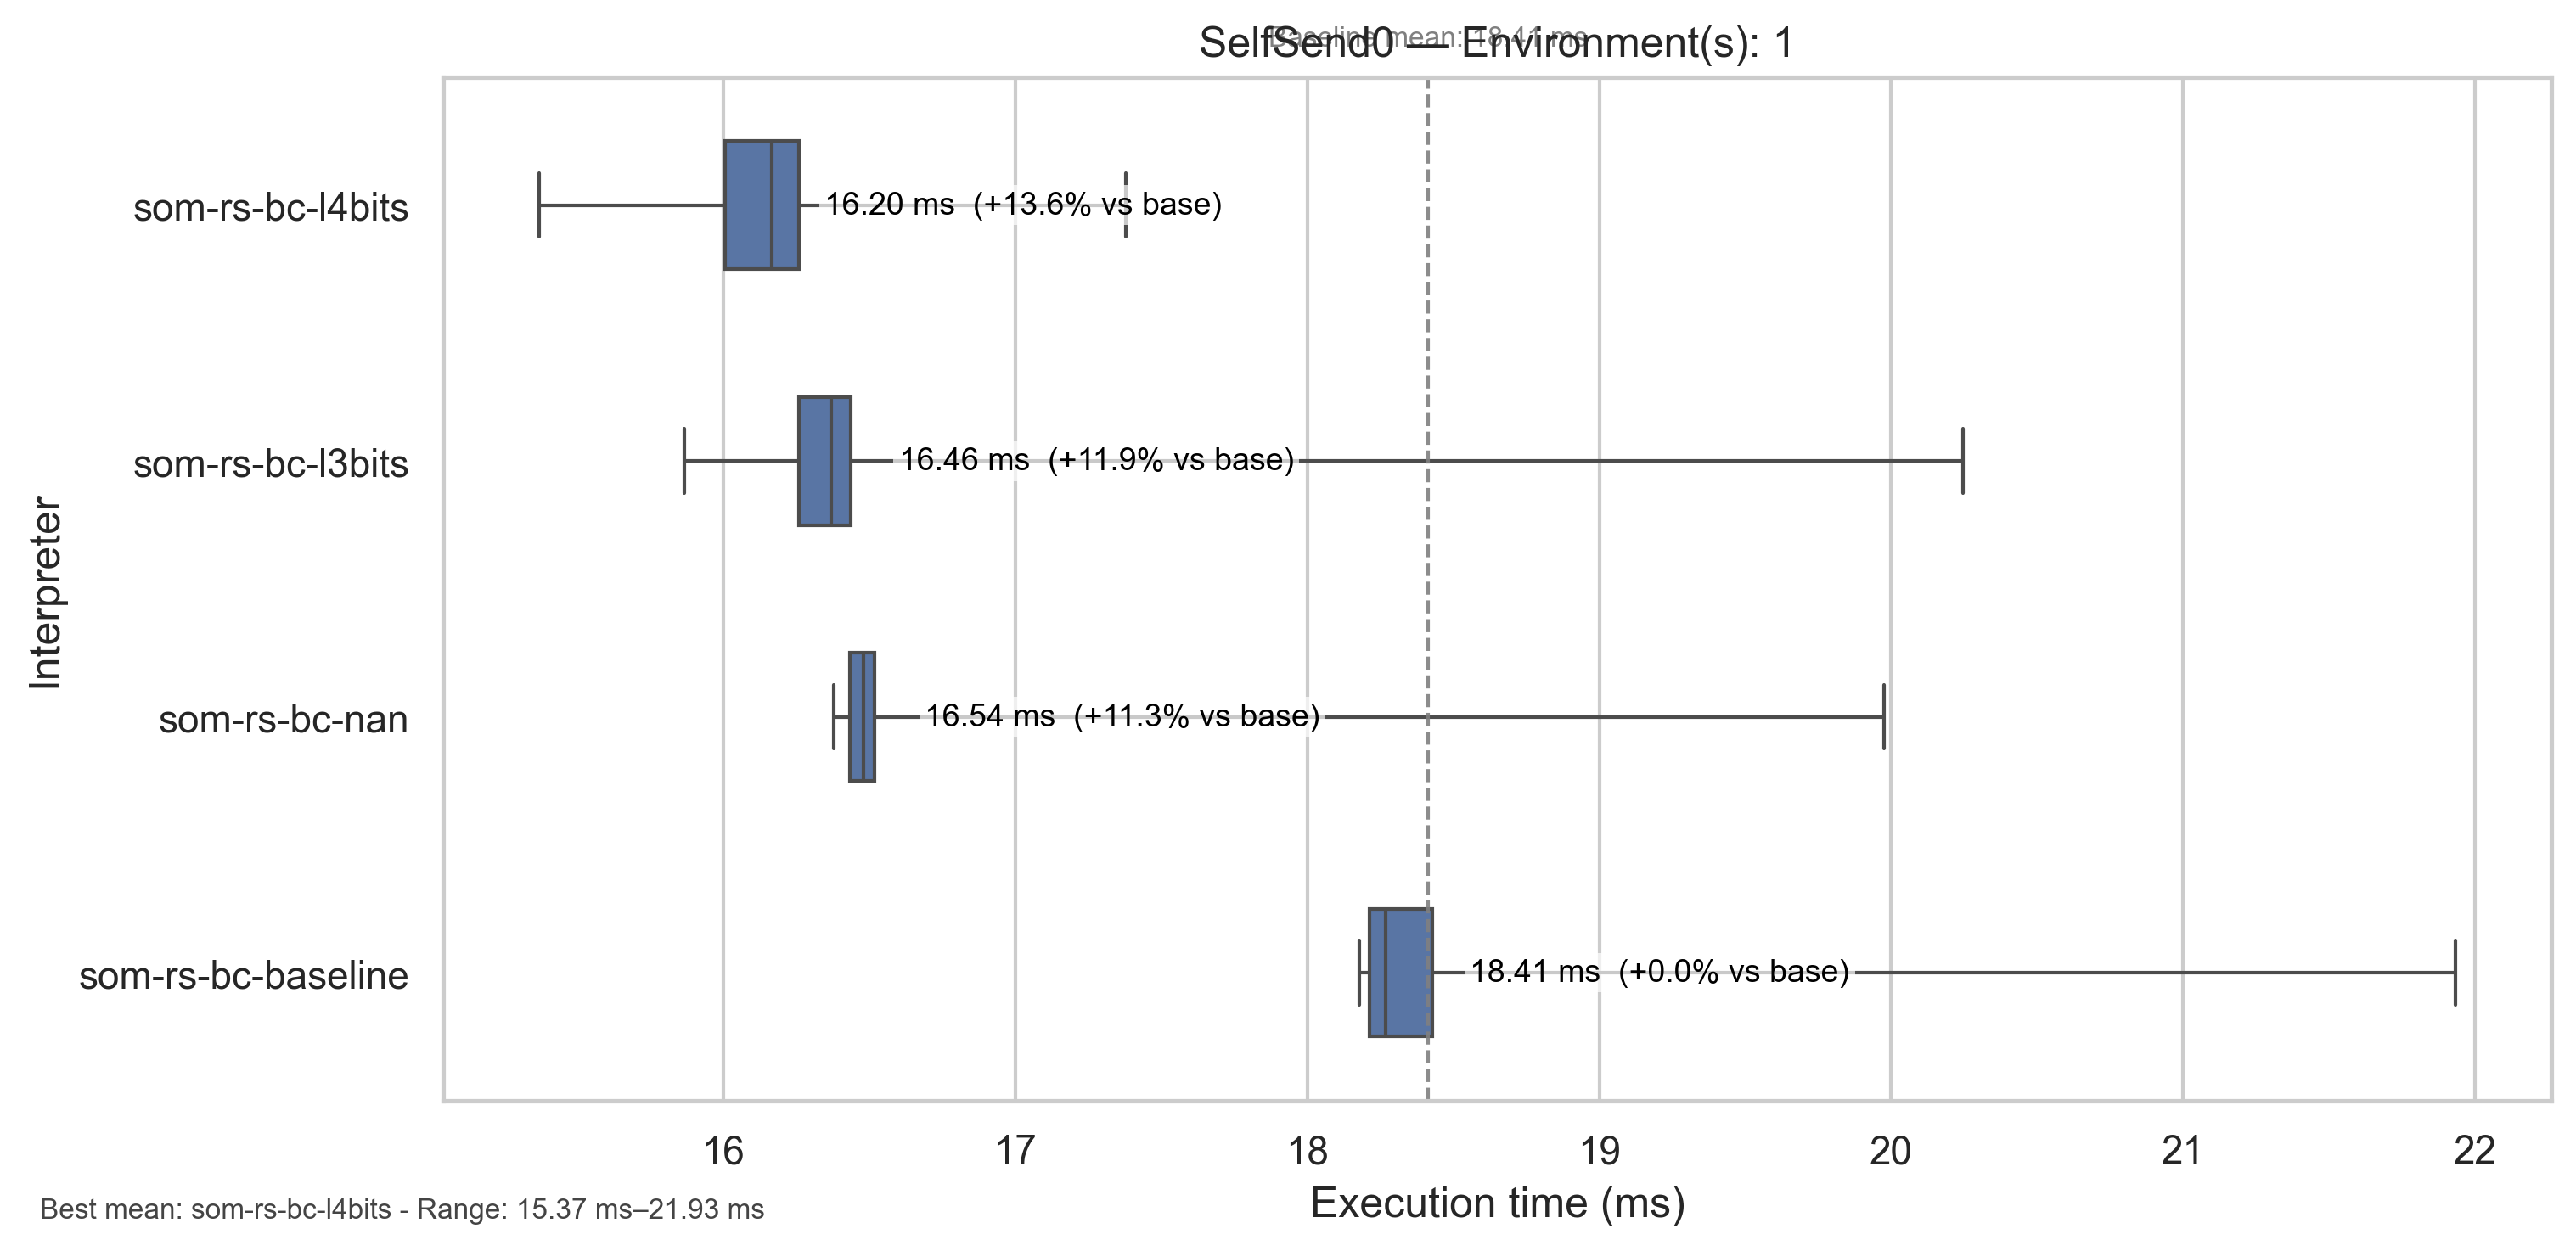 Baseline mean: 18.41 ms
SelfSend0 — Environment(s): 1
som-rs-bc-l4bits
16.20 ms (+13.6% vs base)
som-rs-bc-l3bits
16.46 ms (+11.9% vs base)
Interpreter
som-rs-bc-nan
16.54 ms (+11.3% vs base)
som-rs-bc-baseline
18.41 ms (+0.0% vs base)
16 17 18 19 20 21 22
Execution time (ms)
Best mean: som-rs-bc-l4bits - Range: 15.37 ms–21.93 ms